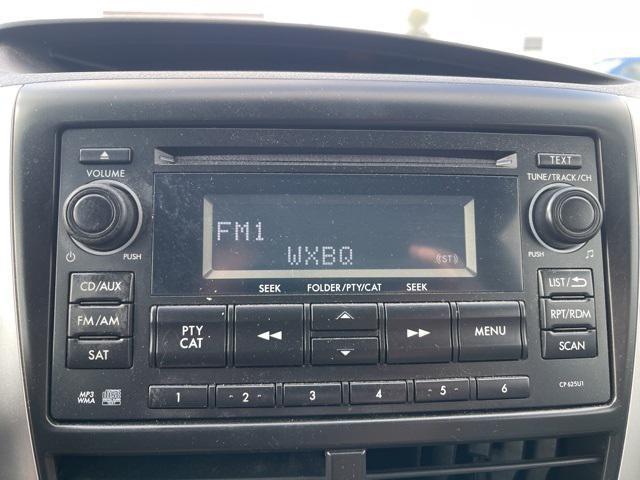 TEXT
VOLUME
TUNE/TRACK/CH
FM1
WXBQ
(ST)
PUSH
PUSH
SEEK FOLDER/PTY/CAT SEEK
CD/AUX
LIST/
FM/AM
PTY
CAT
MENU
RPT/RDM
SAT
SCAN
MP3
WMA
1 2 3 4 5 6
CP625U1